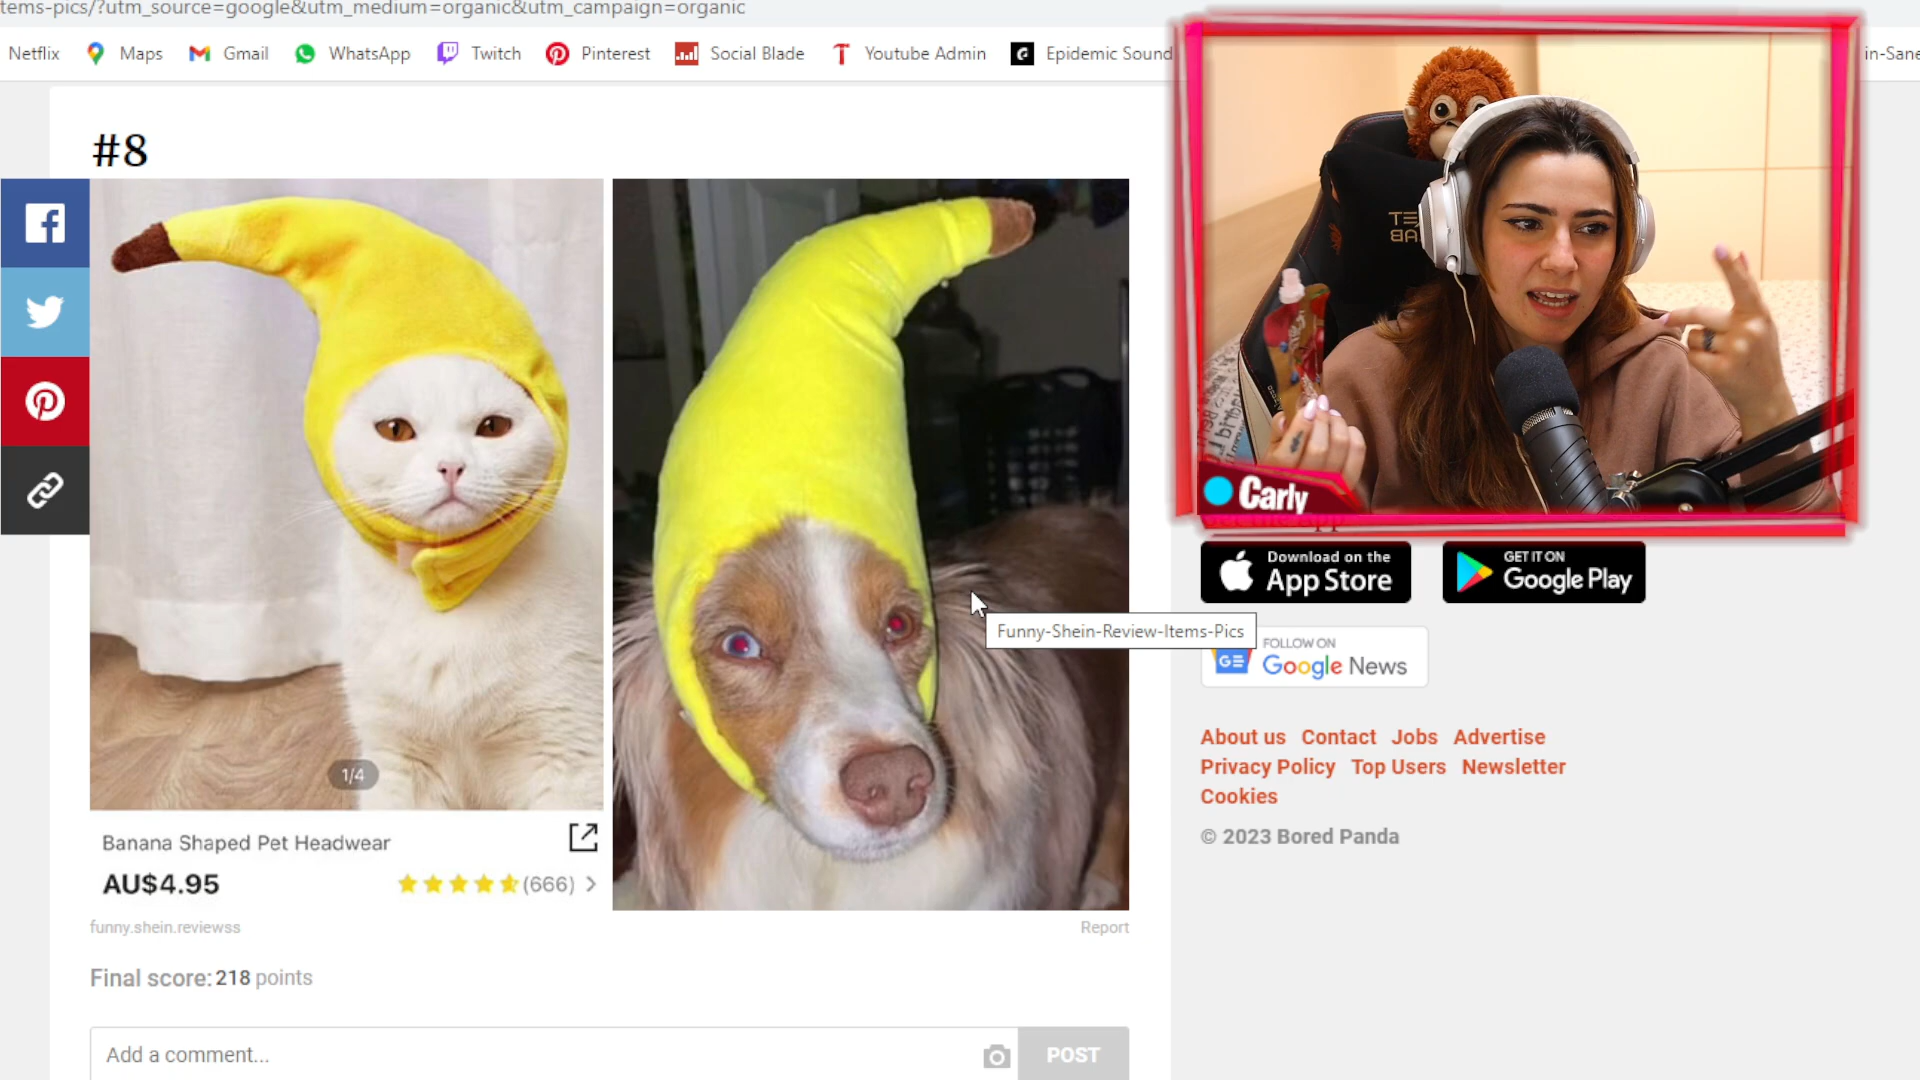 tems-pics/?utm_source=google&utm_medium=organic&utm_campaign=organic
Netflix Maps Gmail WhatsApp Twitch Pinterest Social Blade Youtube Admin Epidemic Sound in-Sane
#8
Carly
Download on the
App Store
GET IT ON
Google Play
Funny-Shein-Review-Items-Pics
FOLLOW ON
GE Google News
About us Contact Jobs Advertise
Privacy Policy Top Users Newsletter
Cookies
© 2023 Bored Panda
1/4
Banana Shaped Pet Headwear
AU$4.95 (666)
funny.shein.reviewss Report
Final score: 218 points
Add a comment... POST